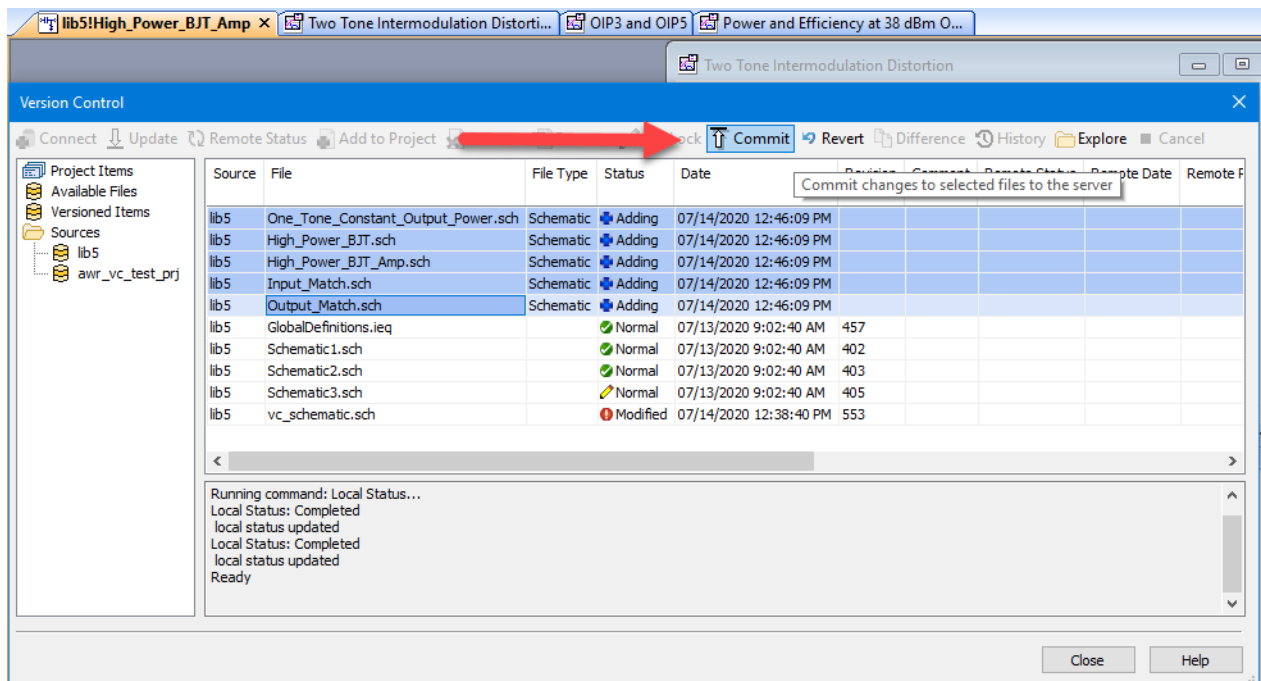 lib5!High_Power_BJT_Amp × Two Tone Intermodulation Distorti... OIP3 and OIP5 Power and Efficiency at 38 dBm O...
Two Tone Intermodulation Distortion
Version Control
Connect Update Remote Status Add to Project Commit Revert Difference History Explore Cancel
Project Items
Available Files
Versioned Items
Sources
lib5
awr_vc_test_prj
Source File File Type Status Date Remote Date Remote
Commit changes to selected files to the server
lib5 One_Tone_Constant_Output_Power.sch Schematic Adding 07/14/2020 12:46:09 PM
lib5 High_Power_BJT.sch Schematic Adding 07/14/2020 12:46:09 PM
lib5 High_Power_BJT_Amp.sch Schematic Adding 07/14/2020 12:46:09 PM
lib5 Input_Match.sch Schematic Adding 07/14/2020 12:46:09 PM
lib5 Output_Match.sch Schematic Adding 07/14/2020 12:46:09 PM
lib5 GlobalDefinitions.ieq Normal 07/13/2020 9:02:40 AM 457
lib5 Schematic1.sch Normal 07/13/2020 9:02:40 AM 402
lib5 Schematic2.sch Normal 07/13/2020 9:02:40 AM 403
lib5 Schematic3.sch Normal 07/13/2020 9:02:40 AM 405
lib5 vc_schematic.sch Modified 07/14/2020 12:38:40 PM 553
Running command: Local Status...
Local Status: Completed
local status updated
Local Status: Completed
local status updated
Ready
Close Help